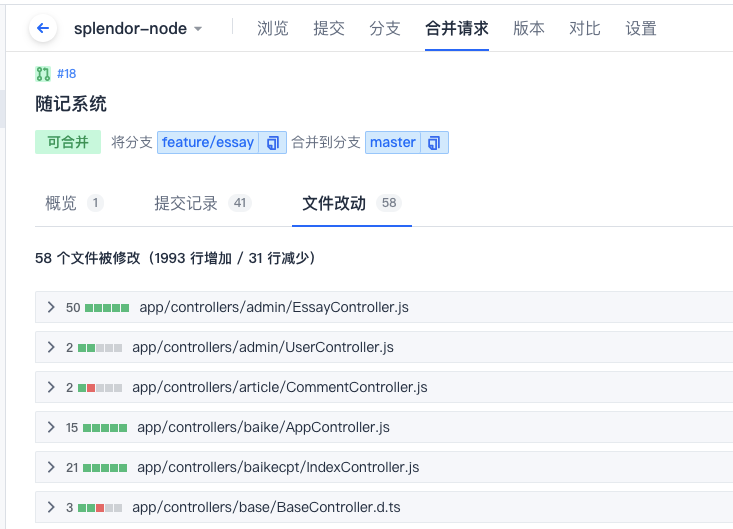 splendor-node 浏览 提交 分支 合并请求 版本 对比 设置
#18
随记系统
可合并 将分支 feature/essay 合并到分支 master
概览 1 提交记录 41 文件改动 58
58 个文件被修改（1993 行增加 / 31 行减少）
50 app/controllers/admin/EssayController.js
2 app/controllers/admin/UserController.js
2 app/controllers/article/CommentController.js
15 app/controllers/baike/AppController.js
21 app/controllers/baikecpt/IndexController.js
3 app/controllers/base/BaseController.d.ts